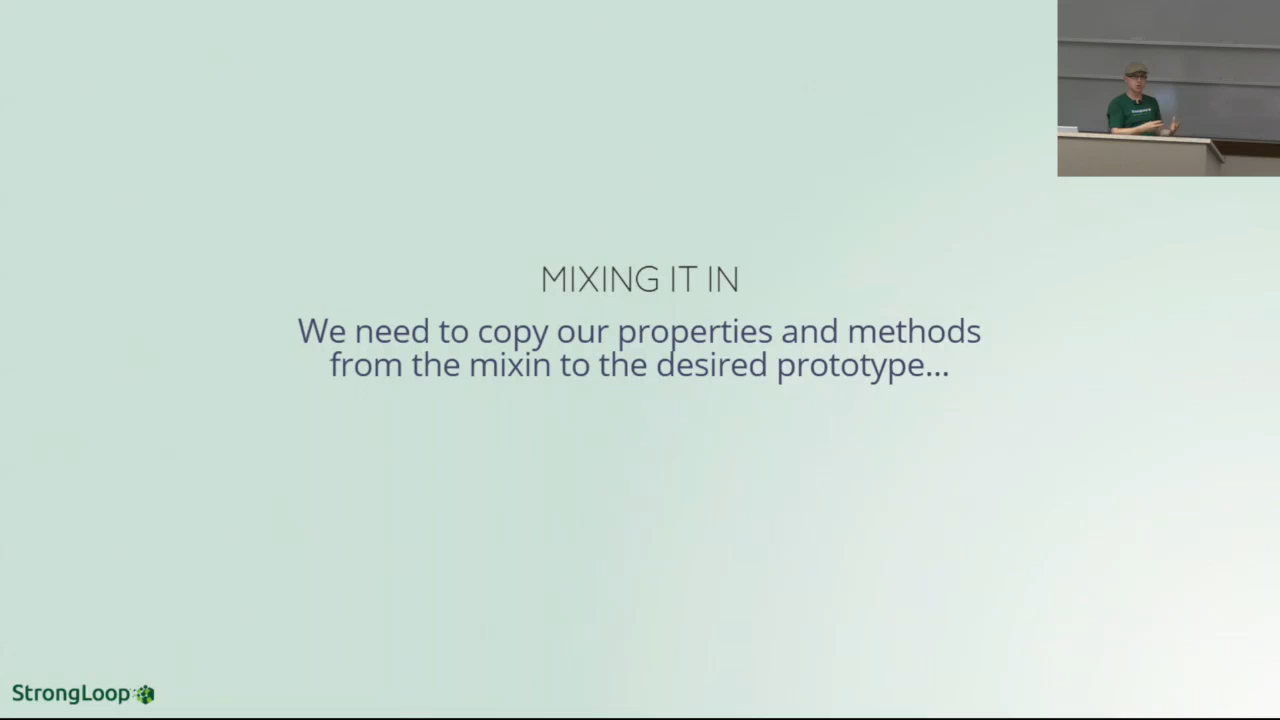 MIXING IT IN
We need to copy our properties and methods
from the mixin to the desired prototype...
StrongLoop